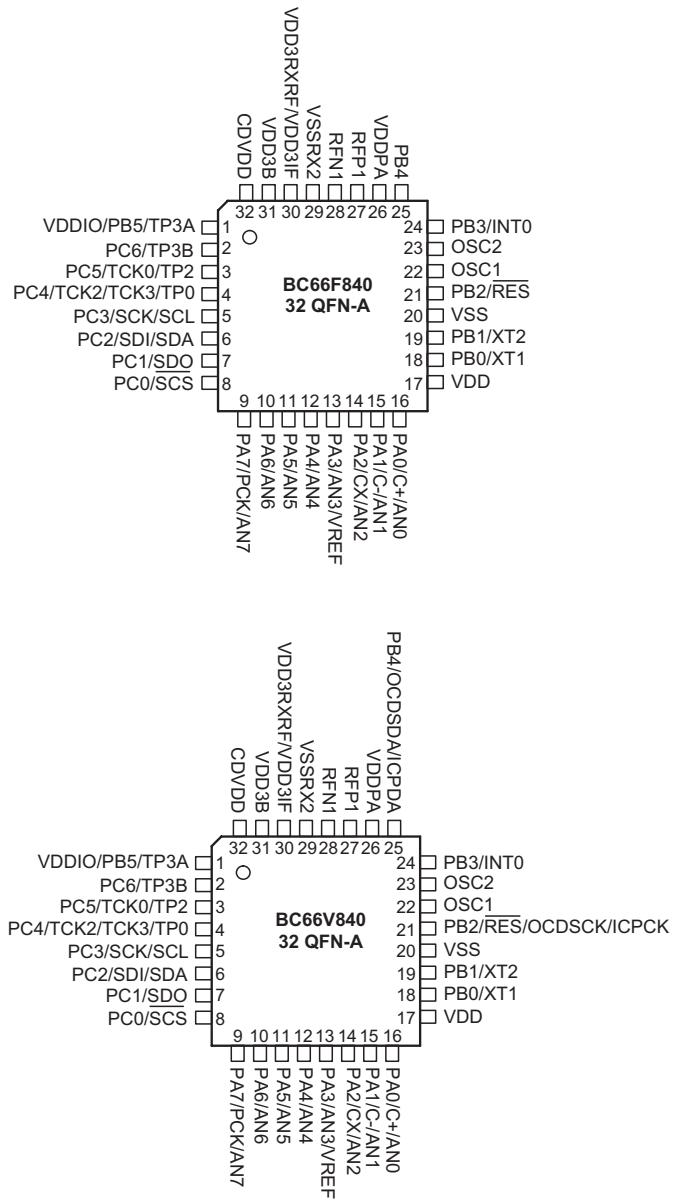 CDVDD
VDD3B
VDD3RXRF/VDD3IF
VSSRX2
RFN1
RFP1
VDDPA
PB4
32 31 30 29 28 27 26 25
VDDIO/PB5/TP3A 1
PC6/TP3B 2
PC5/TCK0/TP2 3
PC4/TCK2/TCK3/TP0 4
PC3/SCK/SCL 5
PC2/SDI/SDA 6
PC1/SDO 7
PC0/SCS 8
BC66F840
32 QFN-A
24 PB3/INT0
23 OSC2
22 OSC1
21 PB2/RES
20 VSS
19 PB1/XT2
18 PB0/XT1
17 VDD
9 10 11 12 13 14 15 16
PA7/PCK/AN7
PA6/AN6
PA5/AN5
PA4/AN4
PA3/AN3/VREF
PA2/CX/AN2
PA1/C-/AN1
PA0/C+/AN0
CDVDD
VDD3B
VDD3RXRF/VDD3IF
VSSRX2
RFN1
RFP1
VDDPA
PB4/OCDSDA/ICPDA
32 31 30 29 28 27 26 25
VDDIO/PB5/TP3A 1
PC6/TP3B 2
PC5/TCK0/TP2 3
PC4/TCK2/TCK3/TP0 4
PC3/SCK/SCL 5
PC2/SDI/SDA 6
PC1/SDO 7
PC0/SCS 8
BC66V840
32 QFN-A
24 PB3/INT0
23 OSC2
22 OSC1
21 PB2/RES/OCDSCK/ICPCK
20 VSS
19 PB1/XT2
18 PB0/XT1
17 VDD
9 10 11 12 13 14 15 16
PA7/PCK/AN7
PA6/AN6
PA5/AN5
PA4/AN4
PA3/AN3/VREF
PA2/CX/AN2
PA1/C-/AN1
PA0/C+/AN0